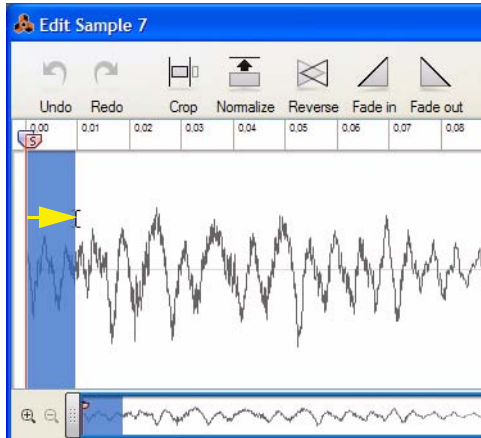 Edit Sample 7
Undo Redo Crop Normalize Reverse Fade in Fade out
0,00 0,01 0,02 0,03 0,04 0,05 0,06 0,07 0,08
S